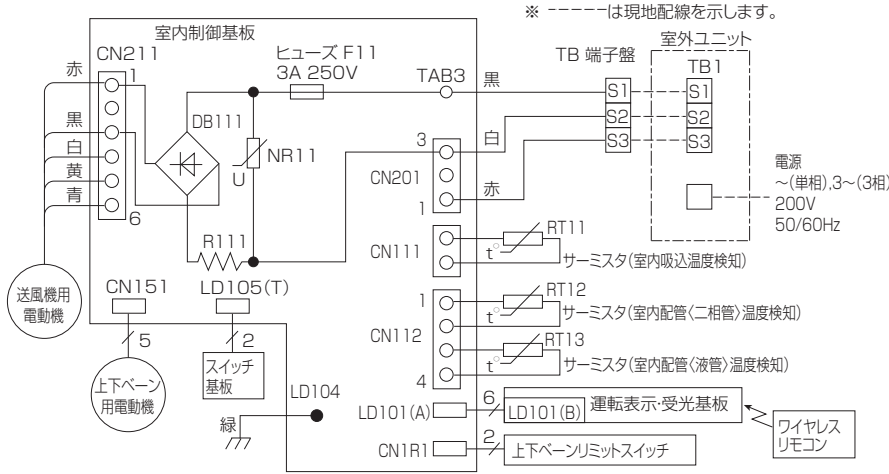 ※ -----は現地配線を示します。
室内制御基板
CN211
赤
1
黒
白
黄
青
6
DB111
ヒューズ F11
3A 250V
TAB3
黒
NR11
U
R111
3
白
CN201
赤
1
TB 端子盤
S1
S2
S3
室外ユニット
TB1
S1
S2
S3
電源
～(単相),3～(3相)
200V
50/60Hz
CN111
t°
RT11
サーミスタ(室内吸込温度検知)
1
CN112
4
t°
RT12
サーミスタ(室内配管〈二相管〉温度検知)
t°
RT13
サーミスタ(室内配管〈液管〉温度検知)
送風機用
電動機
CN151
5
上下ベーン
用電動機
LD105(T)
2
スイッチ
基板
LD104
緑
LD101(A)
6
LD101(B)
運転表示・受光基板
CN1R1
2
上下ベーンリミットスイッチ
ワイヤレス
リモコン